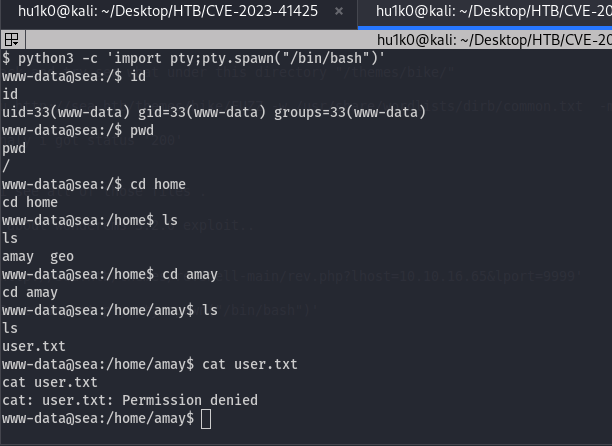 hu1k0@kali: ~/Desktop/HTB/CVE-2023-41425 × hu1k0@kali: ~/Desktop/HTB/CVE-20
hu1k0@kali: ~/Desktop/HTB/CVE-20
$ python3 -c 'import pty;pty.spawn("/bin/bash")'
www-data@sea:/$ id
id
uid=33(www-data) gid=33(www-data) groups=33(www-data)
www-data@sea:/$ pwd
pwd
/
www-data@sea:/$ cd home
cd home
www-data@sea:/home$ ls
ls
amay  geo
www-data@sea:/home$ cd amay
cd amay
www-data@sea:/home/amay$ ls
ls
user.txt
www-data@sea:/home/amay$ cat user.txt
cat user.txt
cat: user.txt: Permission denied
www-data@sea:/home/amay$